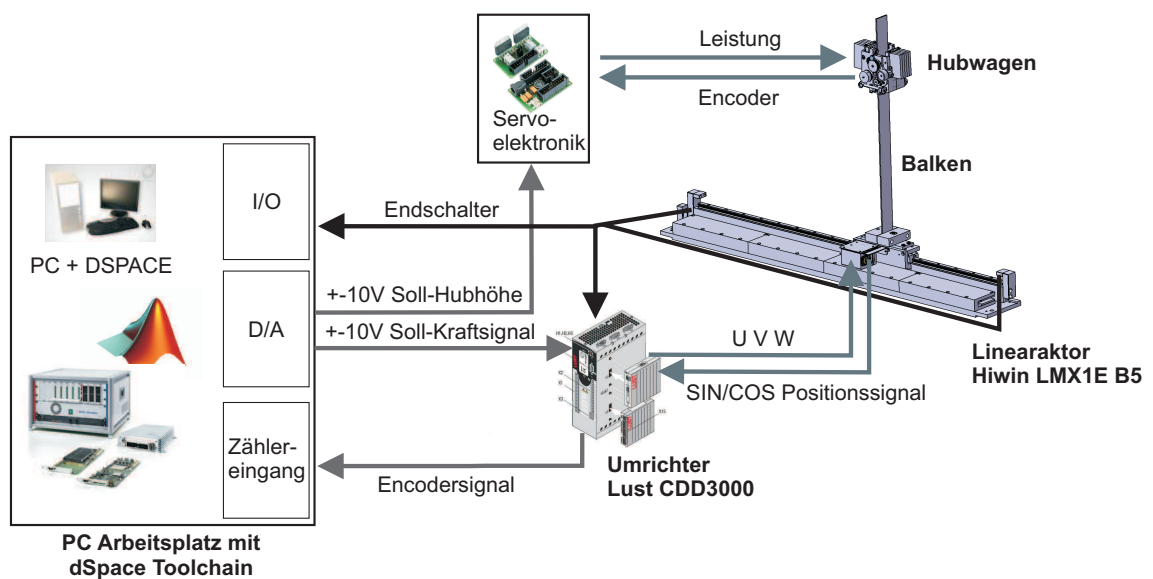 Leistung
Hubwagen
Encoder
Servo-
elektronik
Balken
I/O
Endschalter
PC + DSPACE
D/A
+-10V Soll-Hubhöhe
+-10V Soll-Kraftsignal
U V W
SIN/COS Positionssignal
Linearaktor
Hiwin LMX1E B5
Zähler-
eingang
Encodersignal
Umrichter
Lust CDD3000
PC Arbeitsplatz mit
dSpace Toolchain